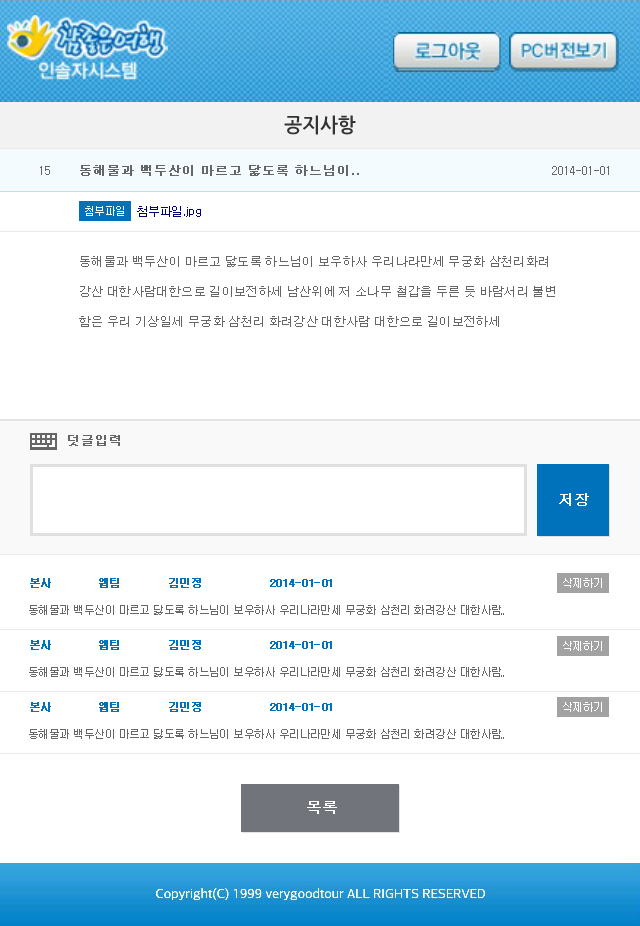 참좋은여행
인솔자시스템
로그아웃
PC버전보기
공지사항
15 동해물과 뺵두산이 마르고 닳도록 하느님이.. 2014-01-01
첨부파일 첨부파일.jpg
동해물과 백두산이 마르고 닳도록 하느님이 보우하사 우리나라만세 무궁화 삼천리화려
강산 대한사람대한으로 길이보전하세 남산위에 저 소나무 철갑을 두른 듯 바람서리 불변
함은 우리 기상일세 무궁화 삼천리 화려강산 대한사람 대한으로 길이보전하세
덧글입력
저장
본사 웹팀 김민정 2014-01-01 삭제하기
동해물과 백두산이 마르고 닳도록 하느님이 보우하사 우리나라만세 무궁화 삼천리 화려강산 대한사람..
본사 웹팀 김민정 2014-01-01 삭제하기
동해물과 백두산이 마르고 닳도록 하느님이 보우하사 우리나라만세 무궁화 삼천리 화려강산 대한사람..
본사 웹팀 김민정 2014-01-01 삭제하기
동해물과 백두산이 마르고 닳도록 하느님이 보우하사 우리나라만세 무궁화 삼천리 화려강산 대한사람..
목록
Copyright(C) 1999 verygoodtour ALL RIGHTS RESERVED